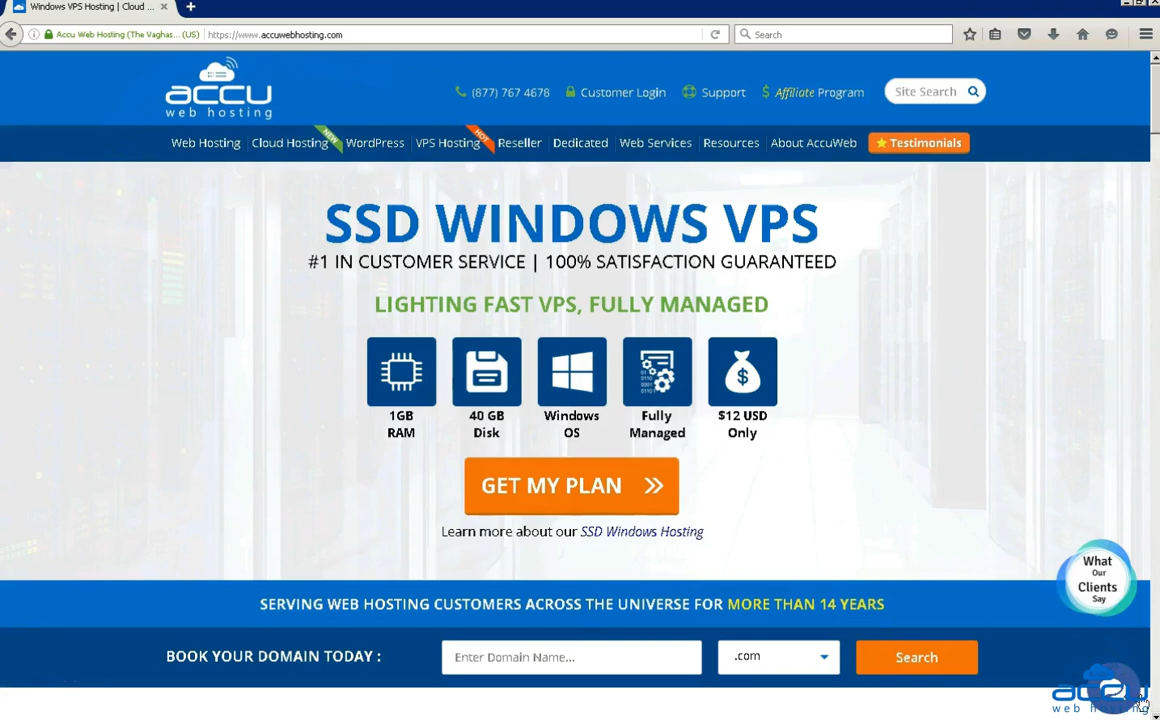 Windows VPS Hosting | Cloud ...
Accu Web Hosting (The Vaghas... (US)
https://www.accuwebhosting.com
Search
accu
web hosting
(877) 767 4678
Customer Login
Support
$ Affiliate Program
Site Search
Web Hosting
Cloud Hosting
NEW
WordPress
VPS Hosting
HOT
Reseller
Dedicated
Web Services
Resources
About AccuWeb
Testimonials
SSD WINDOWS VPS
#1 IN CUSTOMER SERVICE | 100% SATISFACTION GUARANTEED
LIGHTING FAST VPS, FULLY MANAGED
1GB
RAM
40 GB
Disk
Windows
OS
Fully
Managed
$12 USD
Only
GET MY PLAN
Learn more about our SSD Windows Hosting
What
Our
Clients
Say
SERVING WEB HOSTING CUSTOMERS ACROSS THE UNIVERSE FOR MORE THAN 14 YEARS
BOOK YOUR DOMAIN TODAY :
Enter Domain Name...
.com
Search
web hosting